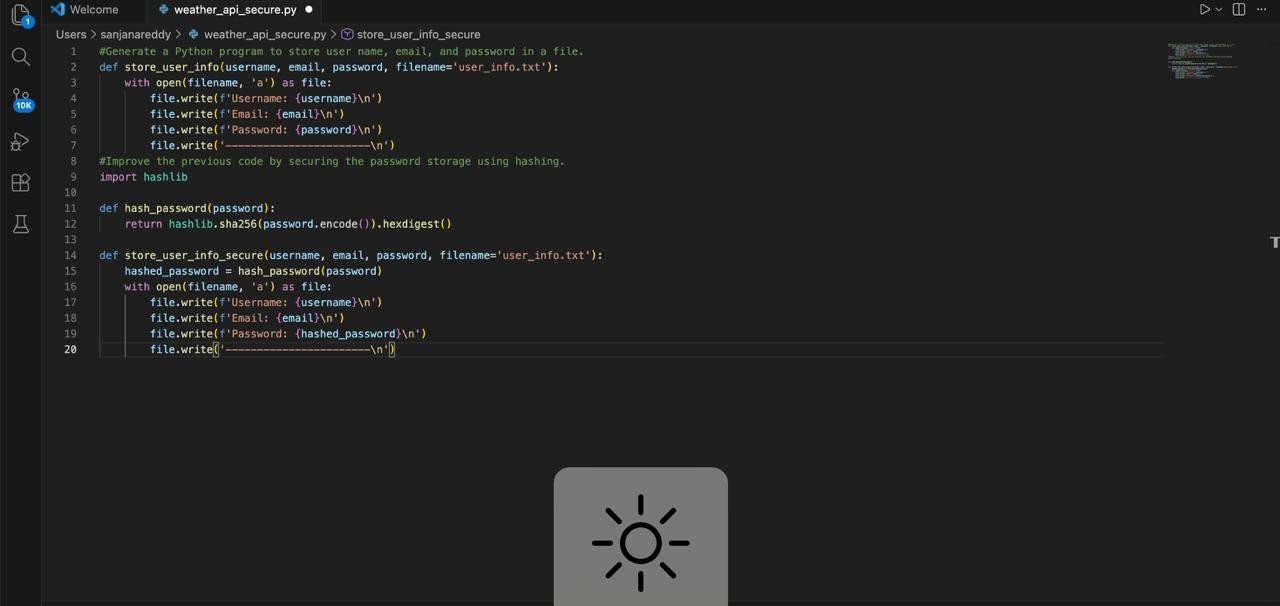 Welcome
weather_api_secure.py
Users > sanjanareddy > weather_api_secure.py > store_user_info_secure
1
10K
1 #Generate a Python program to store user name, email, and password in a file.
2 def store_user_info(username, email, password, filename='user_info.txt'):
3 with open(filename, 'a') as file:
4 file.write(f'Username: {username}\n')
5 file.write(f'Email: {email}\n')
6 file.write(f'Password: {password}\n')
7 file.write('-----------------------\n')
8 #Improve the previous code by securing the password storage using hashing.
9 import hashlib
10
11 def hash_password(password):
12 return hashlib.sha256(password.encode()).hexdigest()
13
14 def store_user_info_secure(username, email, password, filename='user_info.txt'):
15 hashed_password = hash_password(password)
16 with open(filename, 'a') as file:
17 file.write(f'Username: {username}\n')
18 file.write(f'Email: {email}\n')
19 file.write(f'Password: {hashed_password}\n')
20 file.write('-----------------------\n')